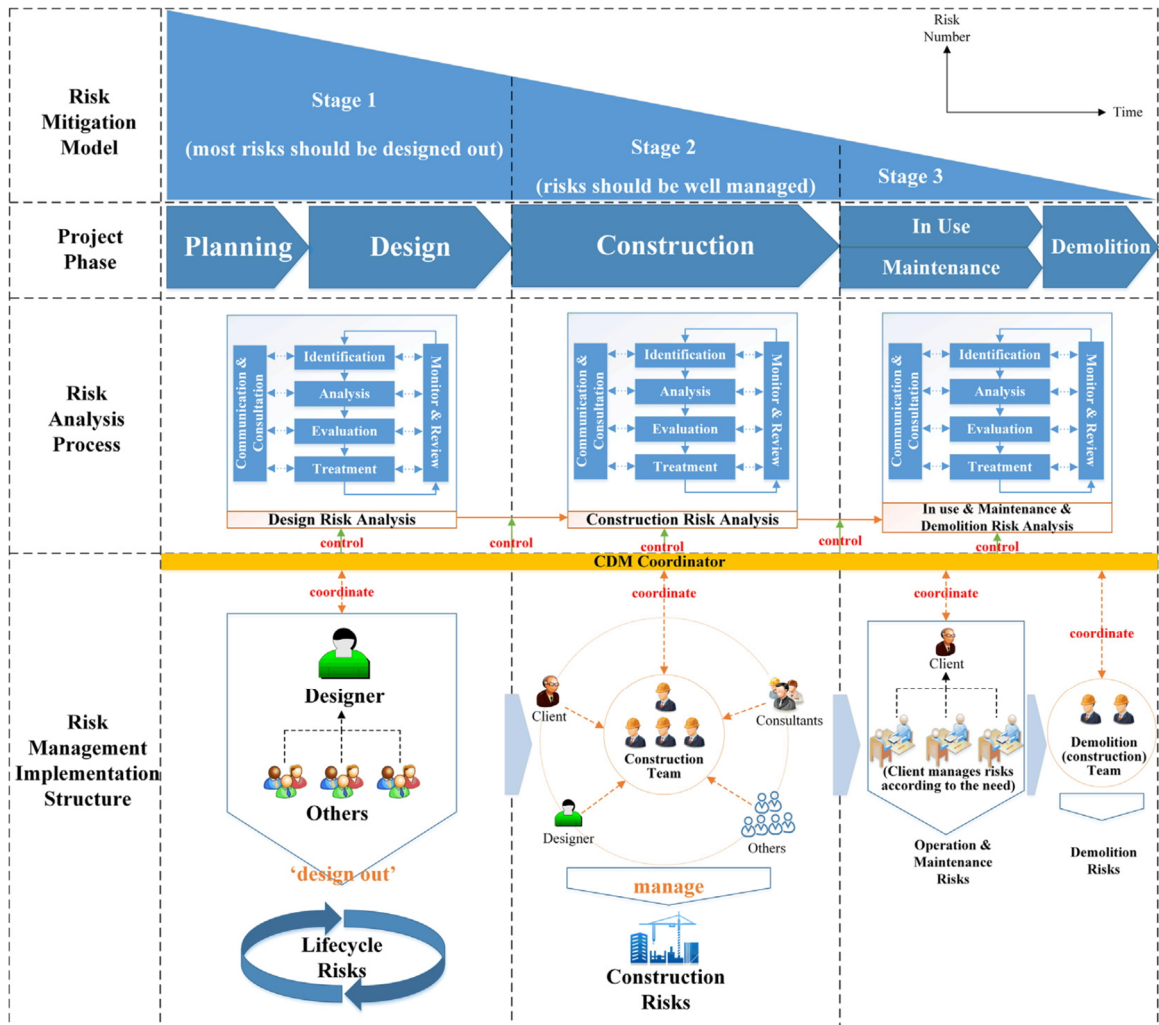 Risk
Mitigation
Model
Stage 1
(most risks should be designed out)
Stage 2
(risks should be well managed)
Stage 3
Risk
Number
Time
Project
Phase
Planning
Design
Construction
In Use
Maintenance
Demolition
Risk
Analysis
Process
Communication &
Consultation
Identification
Analysis
Evaluation
Treatment
Monitor & Review
Design Risk Analysis
Communication &
Consultation
Identification
Analysis
Evaluation
Treatment
Monitor & Review
Construction Risk Analysis
Communication &
Consultation
Identification
Analysis
Evaluation
Treatment
Monitor & Review
In use & Maintenance &
Demolition Risk Analysis
control
control
control
control
control
CDM Coordinator
Risk
Management
Implementation
Structure
coordinate
Designer
Others
‘design out’
Lifecycle
Risks
coordinate
Client
Consultants
Construction
Team
Designer
Others
manage
Construction
Risks
coordinate
Client
(Client manages risks
according to the need)
Operation &
Maintenance
Risks
coordinate
Demolition
(construction)
Team
Demolition
Risks